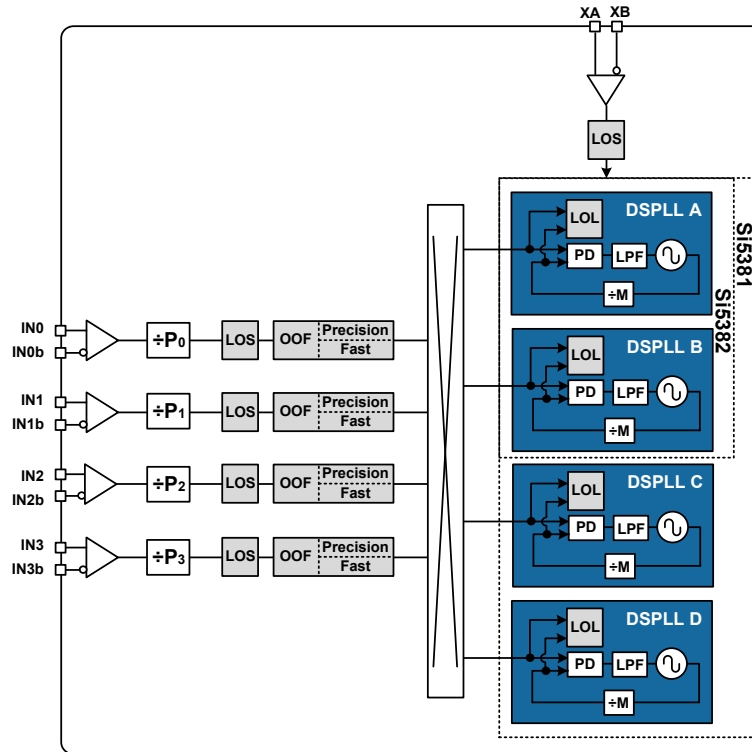 XA XB
LOS
DSPLL A
LOL
PD LPF
÷M
Si5381
Si5382
DSPLL B
LOL
PD LPF
÷M
IN0
IN0b
÷P0
LOS
OOF
Precision
Fast
IN1
IN1b
÷P1
LOS
OOF
Precision
Fast
IN2
IN2b
÷P2
LOS
OOF
Precision
Fast
DSPLL C
LOL
PD LPF
÷M
IN3
IN3b
÷P3
LOS
OOF
Precision
Fast
DSPLL D
LOL
PD LPF
÷M